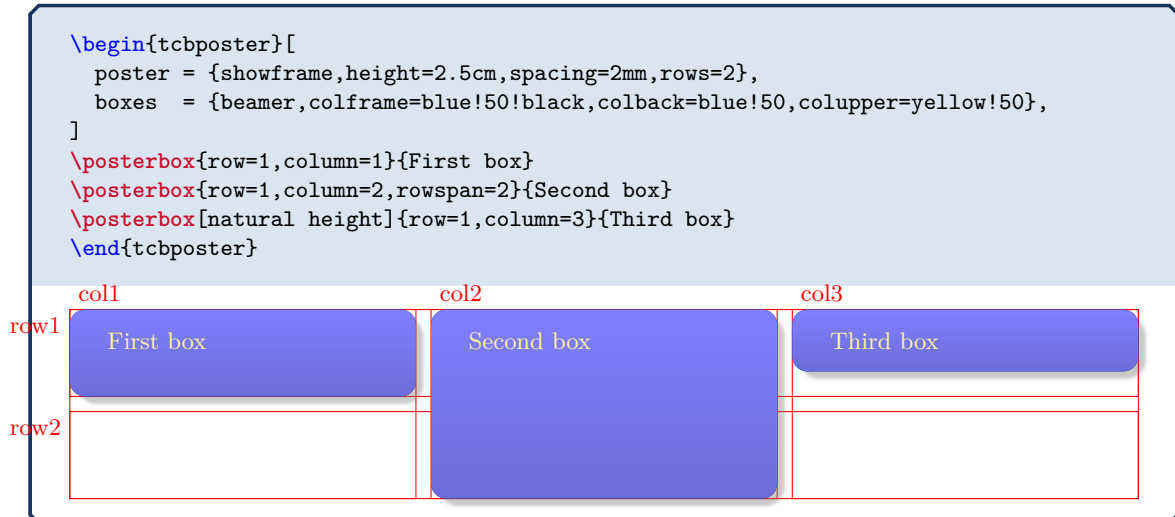 \begin{tcbposter}[
  poster = {showframe,height=2.5cm,spacing=2mm,rows=2},
  boxes  = {beamer,colframe=blue!50!black,colback=blue!50,colupper=yellow!50},
]
\posterbox{row=1,column=1}{First box}
\posterbox{row=1,column=2,rowspan=2}{Second box}
\posterbox[natural height]{row=1,column=3}{Third box}
\end{tcbposter}
col1 col2 col3
row1 First box Second box Third box
row2